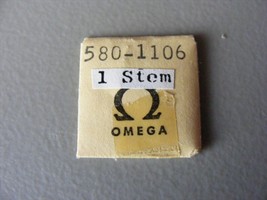 580-1106
1 Stem
Ω
OMEGA